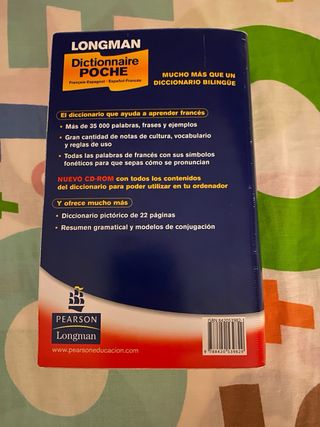 LONGMAN
Dictionnaire
POCHE
Français-Espagnol · Español-Francés
MUCHO MÁS QUE UN
DICCIONARIO BILINGÜE
El diccionario que ayuda a aprender francés
• Más de 35 000 palabras, frases y ejemplos
• Gran cantidad de notas de cultura, vocabulario
y reglas de uso
• Todas las palabras de francés con sus símbolos
fonéticos para que sepas cómo se pronuncian
NUEVO CD-ROM con todos los contenidos
del diccionario para poder utilizar en tu ordenador
Y ofrece mucho más
• Diccionario pictórico de 22 páginas
• Resumen gramatical y modelos de conjugación
PEARSON
Longman
www.pearsoneducacion.com
9 788420 539829